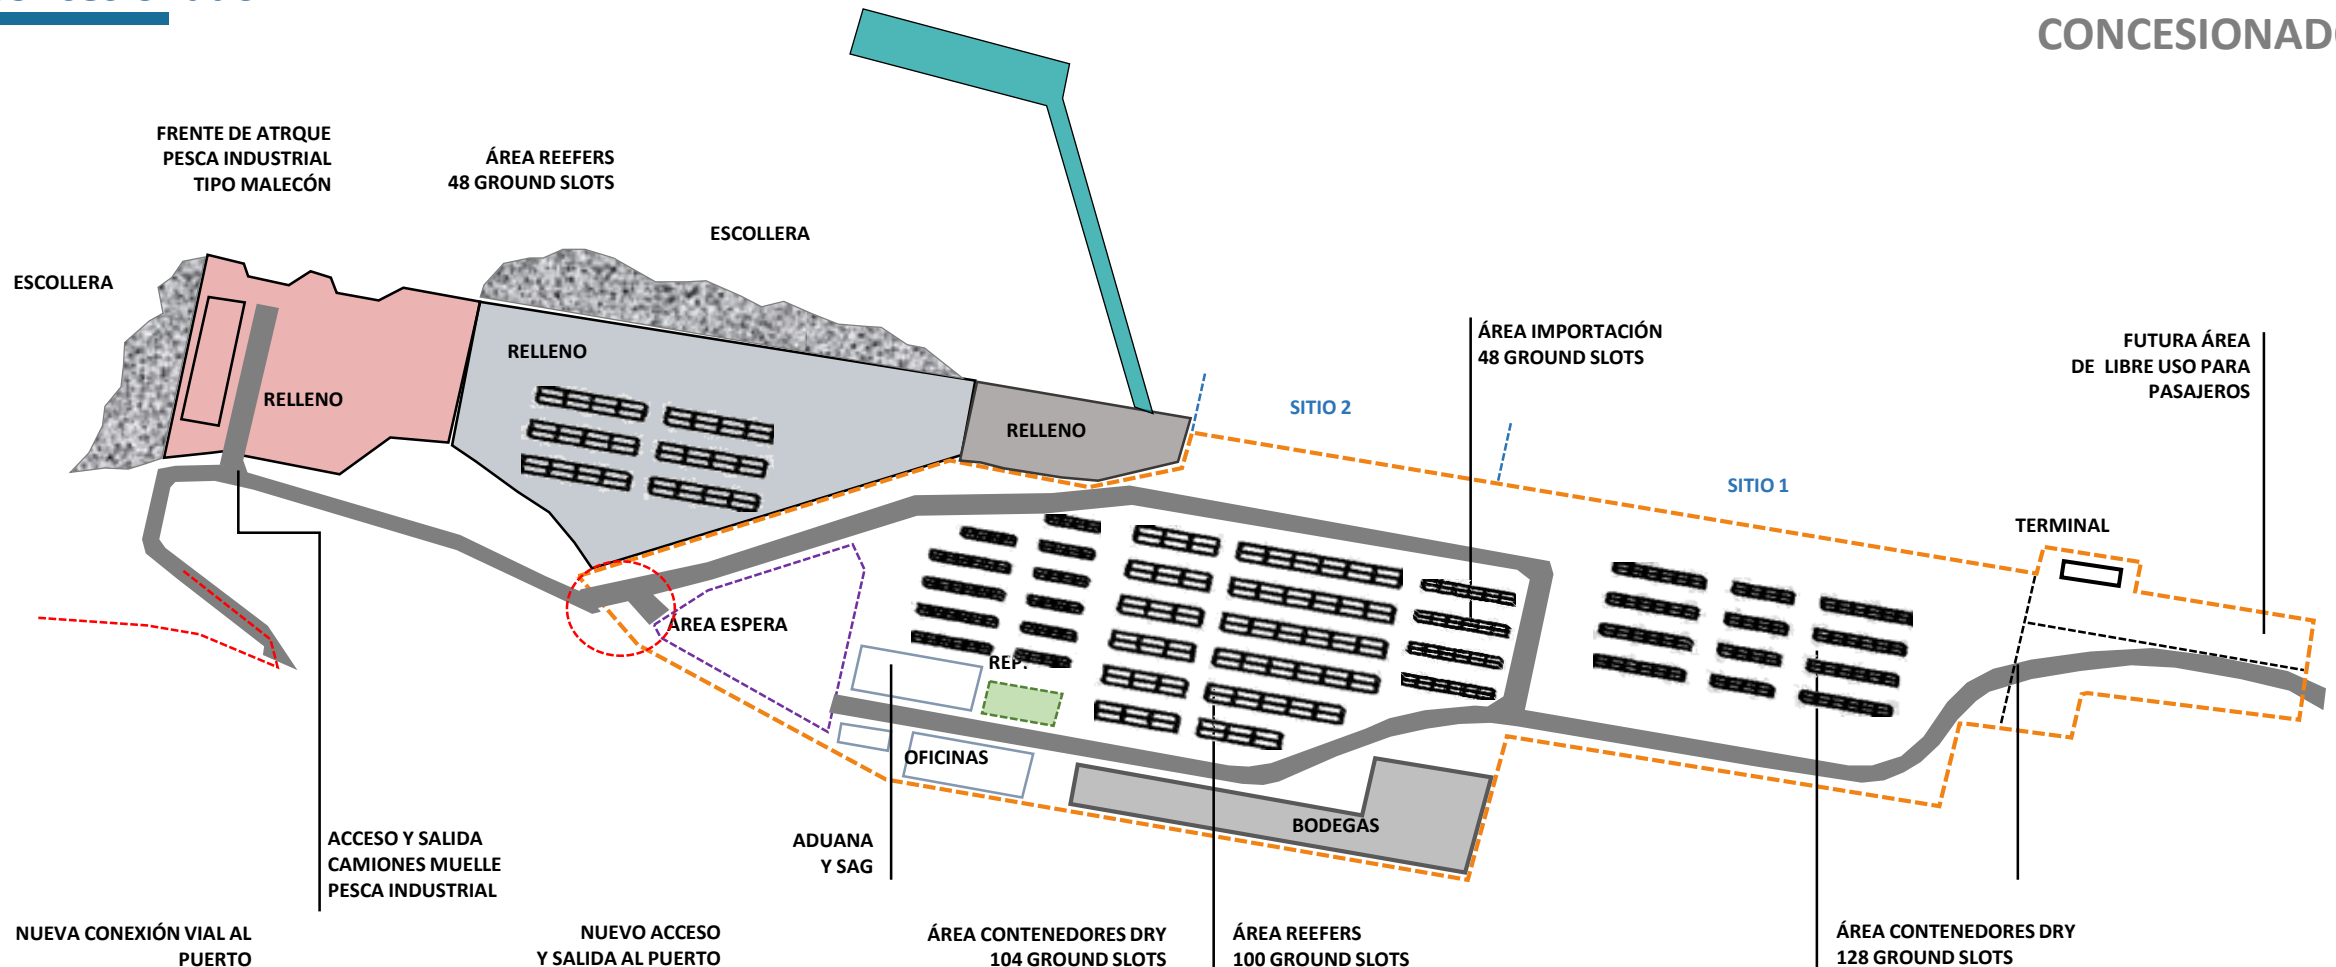 CONCESIONAD
FRENTE DE ATRQUE
PESCA INDUSTRIAL
TIPO MALECÓN
ÁREA REEFERS
48 GROUND SLOTS
ESCOLLERA
ESCOLLERA
RELLENO
RELLENO
RELLENO
SITIO 2
ÁREA IMPORTACIÓN
48 GROUND SLOTS
FUTURA ÁREA
DE LIBRE USO PARA
PASAJEROS
SITIO 1
TERMINAL
ÁREA ESPERA
REP.
OFICINAS
BODEGAS
ADUANA
Y SAG
ACCESO Y SALIDA
CAMIONES MUELLE
PESCA INDUSTRIAL
NUEVA CONEXIÓN VIAL AL
PUERTO
NUEVO ACCESO
Y SALIDA AL PUERTO
ÁREA CONTENEDORES DRY
104 GROUND SLOTS
ÁREA REEFERS
100 GROUND SLOTS
ÁREA CONTENEDORES DRY
128 GROUND SLOTS